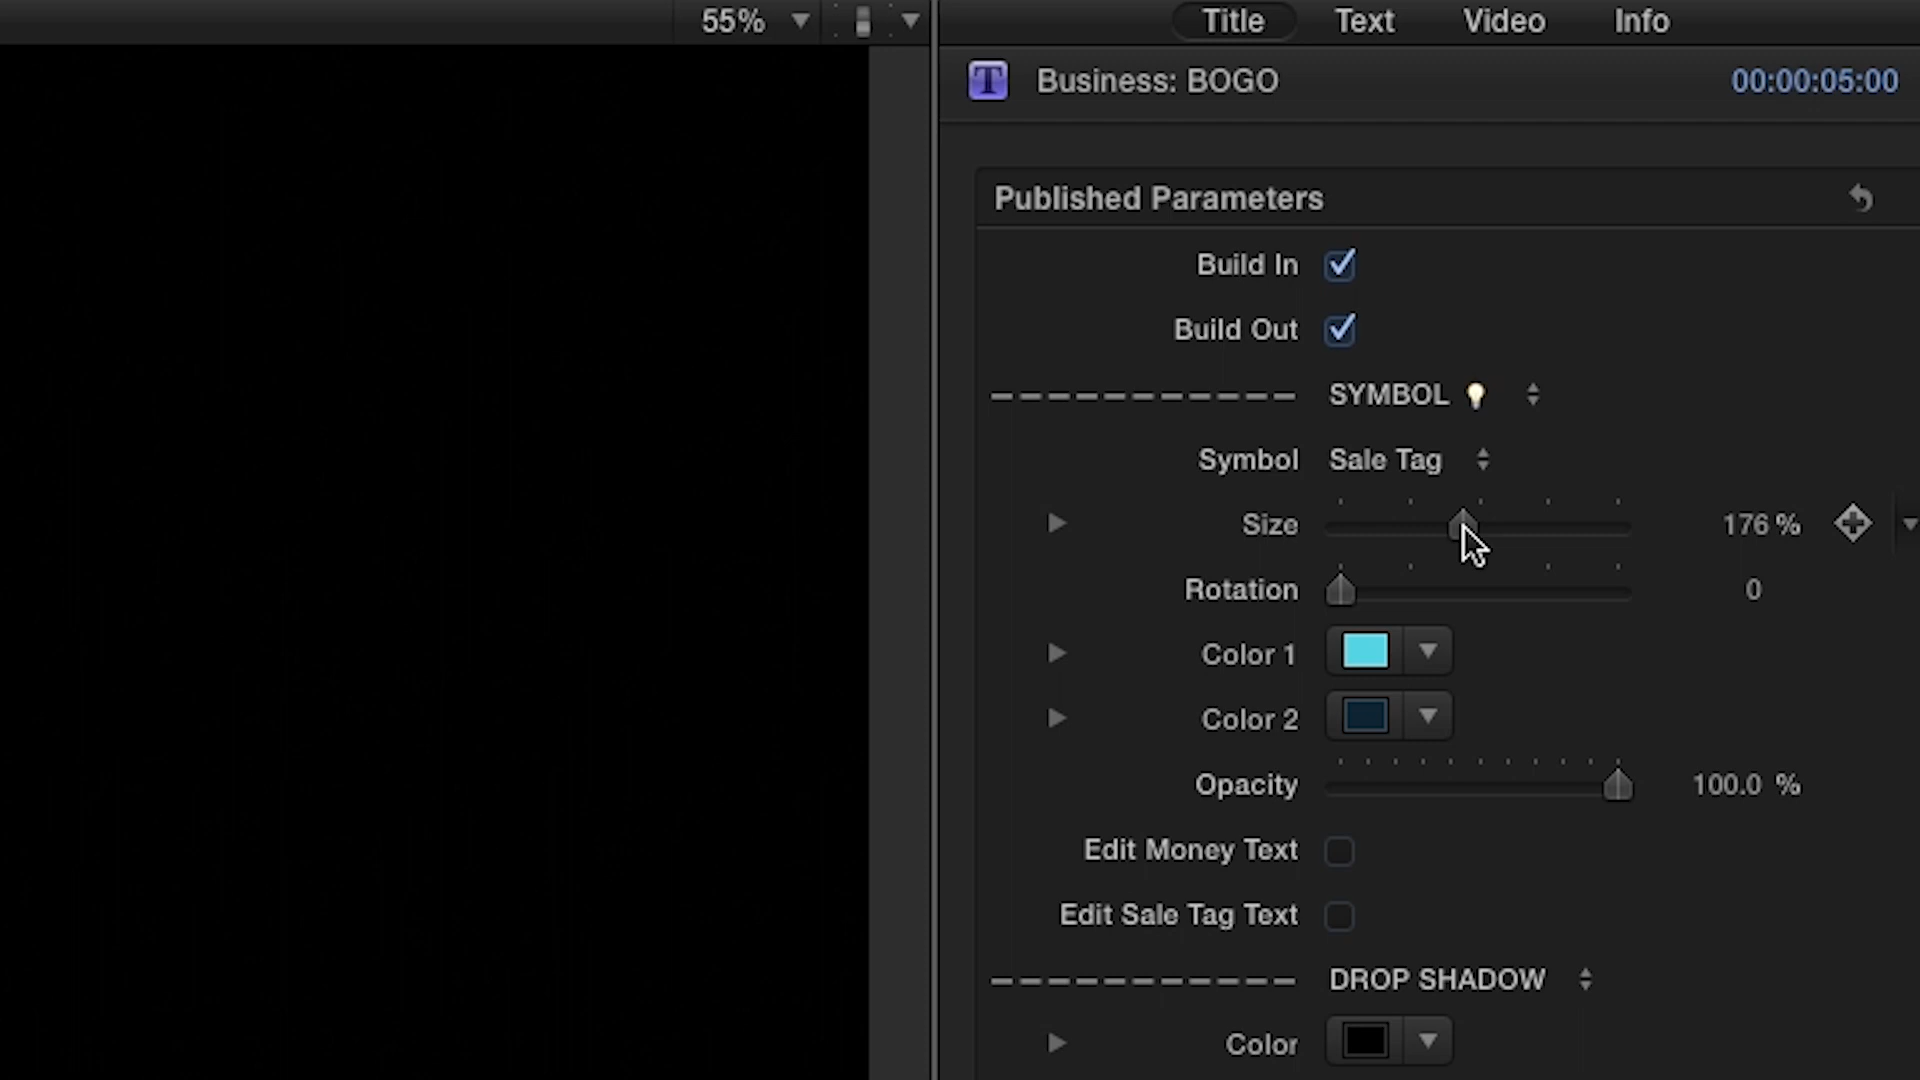 55%
Title Text Video Info
T Business: BOGO 00:00:05:00
Published Parameters
Build In
Build Out
SYMBOL
Symbol Sale Tag
Size 176 %
Rotation 0
Color 1
Color 2
Opacity 100.0 %
Edit Money Text
Edit Sale Tag Text
DROP SHADOW
Color